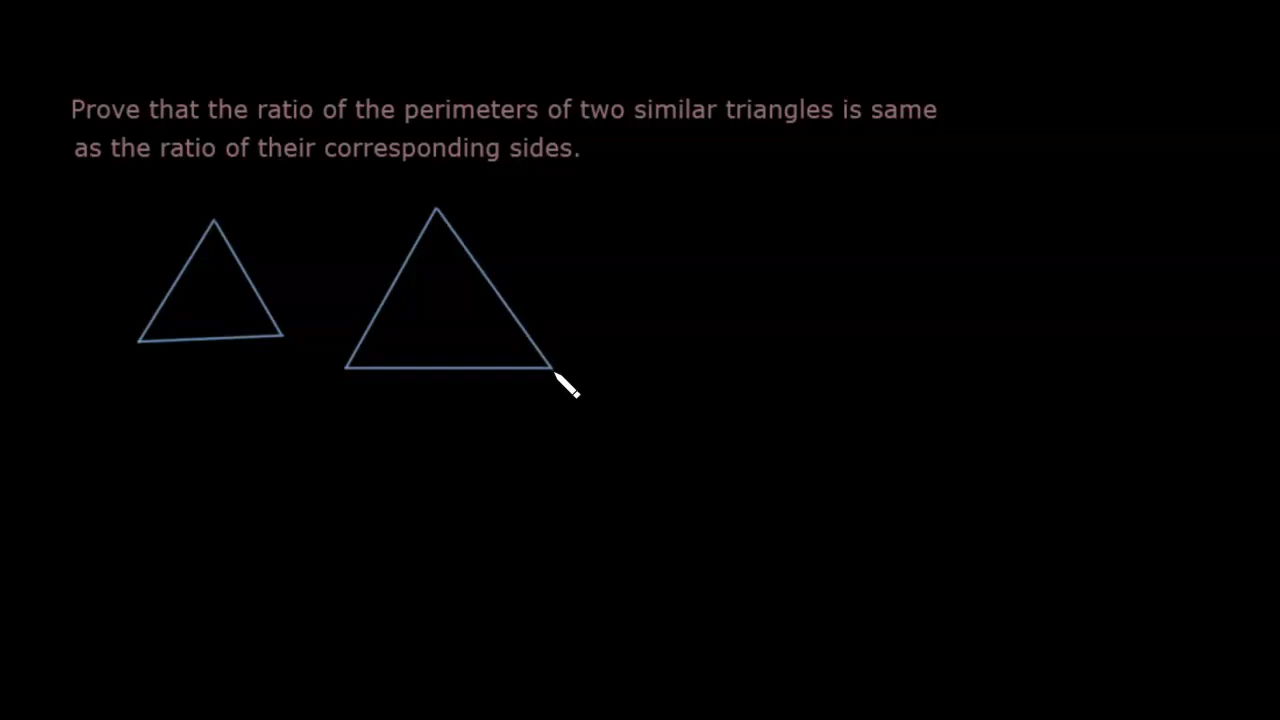 Prove that the ratio of the perimeters of two similar triangles is same
as the ratio of their corresponding sides.